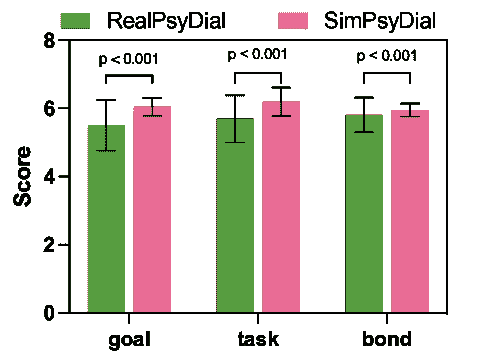 RealPsyDial SimPsyDial
p < 0.001 p < 0.001 p < 0.001
8
6
4
2
0
Score
goal task bond